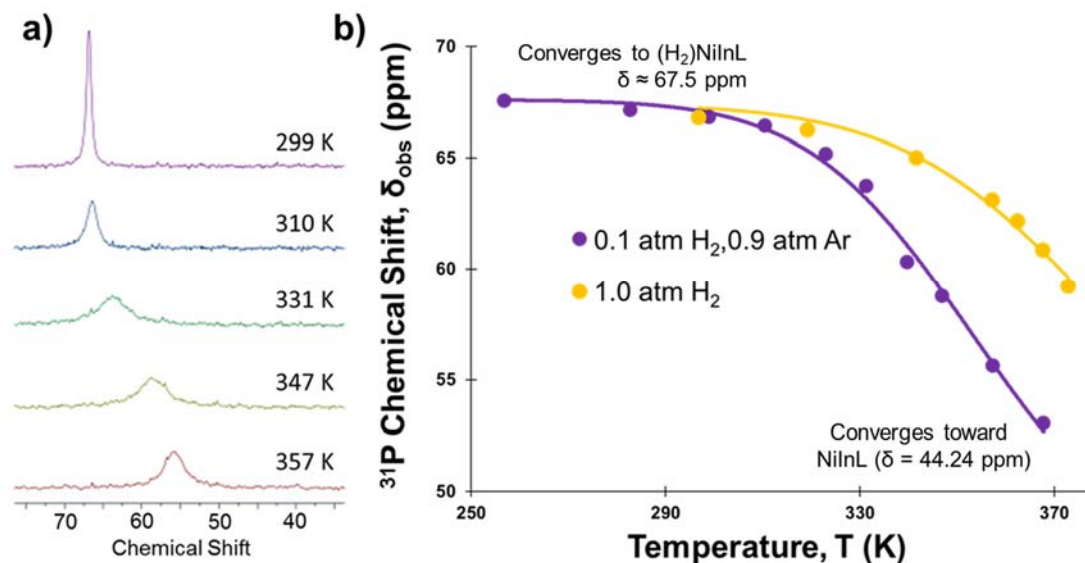 a)
299 K
310 K
331 K
347 K
357 K
70 60 50 40
Chemical Shift
b)
³¹P Chemical Shift, δobs (ppm)
70
65
60
55
50
Converges to (H₂)NiInL
δ ≈ 67.5 ppm
0.1 atm H₂,0.9 atm Ar
1.0 atm H₂
Converges toward
NiInL (δ = 44.24 ppm)
250 290 330 370
Temperature, T (K)